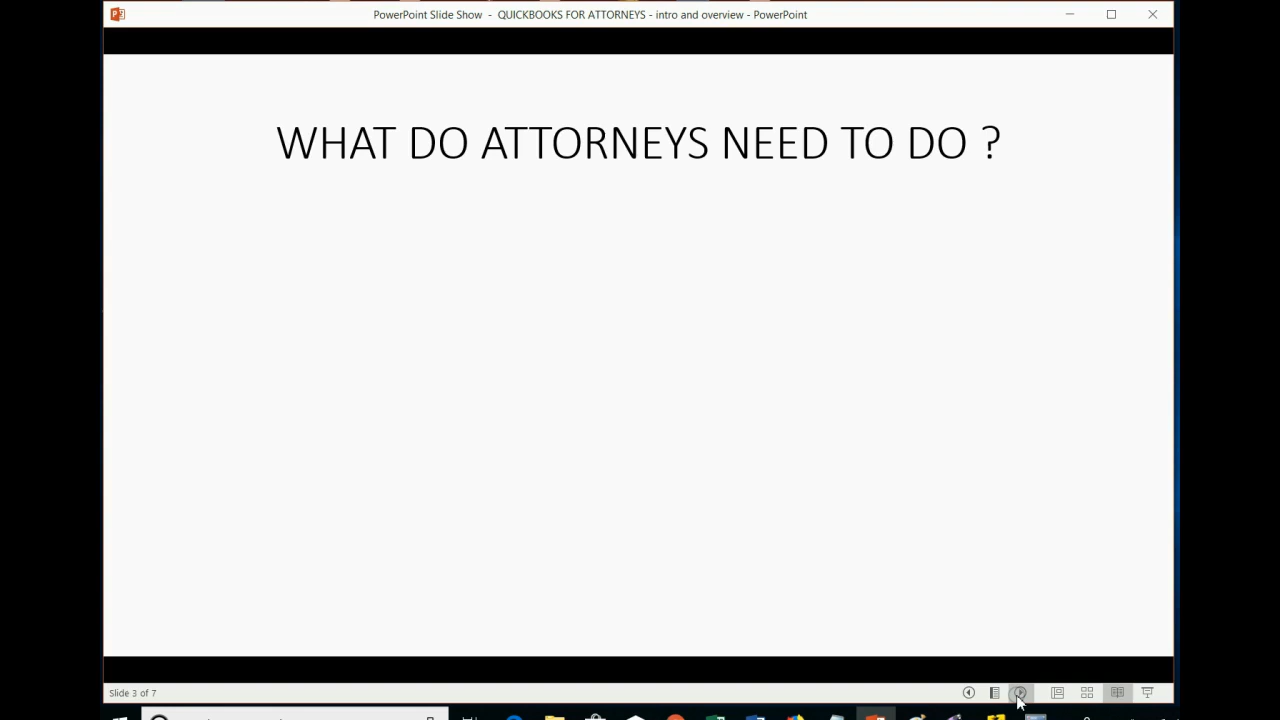 PowerPoint Slide Show - QUICKBOOKS FOR ATTORNEYS - intro and overview - PowerPoint
WHAT DO ATTORNEYS NEED TO DO ?
Slide 3 of 7